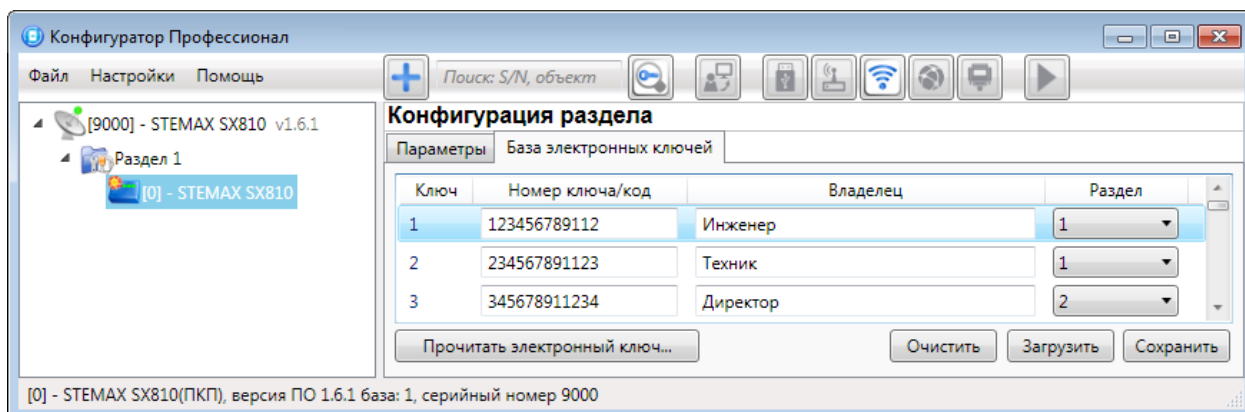 Конфигуратор Профессионал
Файл Настройки Помощь
Поиск: S/N, объект
[9000] - STEMAX SX810 v1.6.1
Раздел 1
[0] - STEMAX SX810
Конфигурация раздела
Параметры База электронных ключей
Ключ Номер ключа/код Владелец Раздел
1 123456789112 Инженер 1
2 234567891123 Техник 1
3 345678911234 Директор 2
Прочитать электронный ключ... Очистить Загрузить Сохранить
[0] - STEMAX SX810(ПКП), версия ПО 1.6.1 база: 1, серийный номер 9000